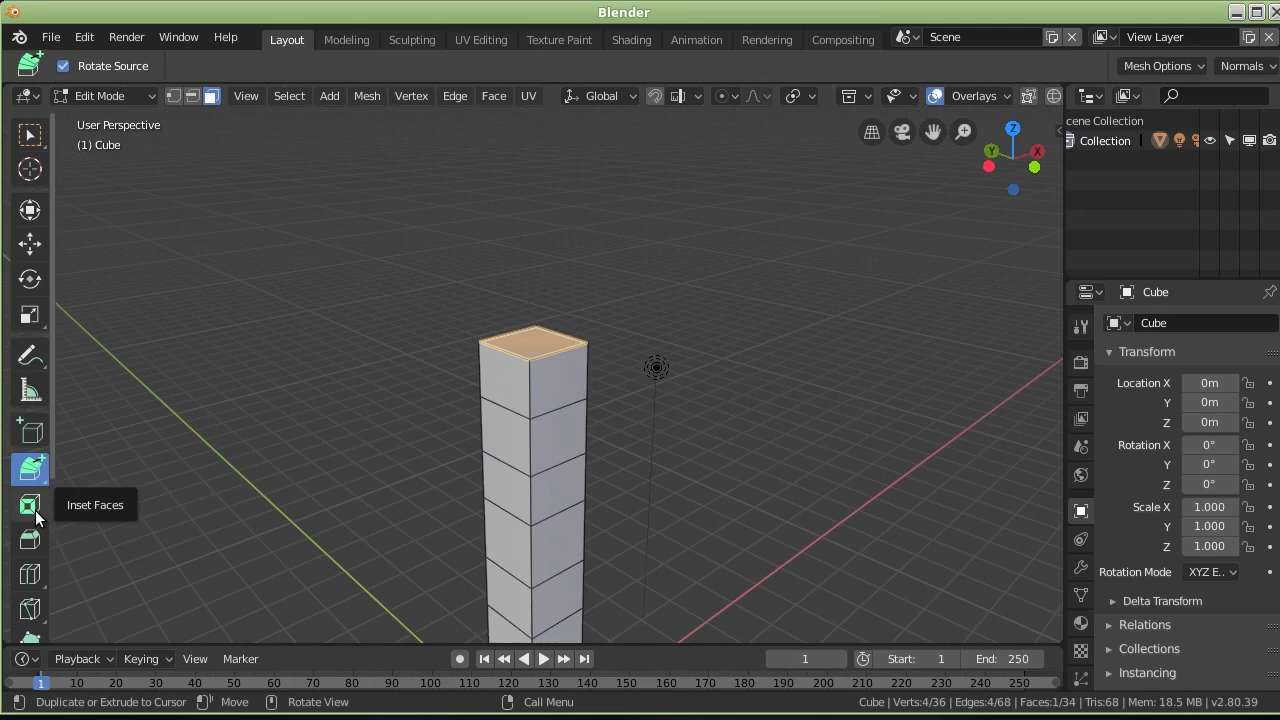 Blender
File Edit Render Window Help Layout Modeling Sculpting UV Editing Texture Paint Shading Animation Rendering Compositing Scene View Layer
Rotate Source Mesh Options Normals
Edit Mode View Select Add Mesh Vertex Edge Face UV Global Overlays
User Perspective
(1) Cube
Z
Y
X
cene Collection
Collection
Cube
Cube
Transform
Location X 0m
Y 0m
Z 0m
Rotation X 0°
Y 0°
Z 0°
Scale X 1.000
Y 1.000
Z 1.000
Rotation Mode XYZ E..
Delta Transform
Relations
Collections
Instancing
Inset Faces
Playback Keying View Marker 1 Start: 1 End: 250
1 10 20 30 40 50 60 70 80 90 100 110 120 130 140 150 160 170 180 190 200 210 220 230 240 250
Duplicate or Extrude to Cursor Move Rotate View Call Menu Cube | Verts:4/36 | Edges:4/68 | Faces:1/34 | Tris:68 | Mem: 18.5 MB | v2.80.39